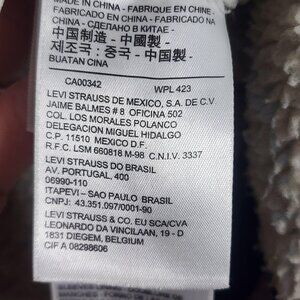 MADE IN CHINA - FABRIQUE EN CHINE -
FABRICADO EN CHINA - FABRICADO NA
CHINA - СДЕЛАНО В КИТАЕ -
中国制造 - 中國製 -
제조국: 중국 - 中国製 -
BUATAN CINA
CA00342 WPL 423
LEVI STRAUSS DE MEXICO, S.A. DE C.V
JAIME BALMES # 8 OFICINA 502
COL. LOS MORALES POLANCO
DELEGACION MIGUEL HIDALGO
C.P. 11510 MEXICO D.F.
R.F.C. LSM 660818 M-98 C.N.I.V. 3337
LEVI STRAUSS DO BRASIL
AV. PORTUGAL, 400
06990-110
ITAPEVI - SAO PAULO BRASIL
CNPJ: 43.351.097/0001-90
LEVI STRAUSS & CO. EU SCA/CVA
LEONARDO DA VINCILAAN, 19 - D
1831 DIEGEM, BELGIUM
CIF A 08298606